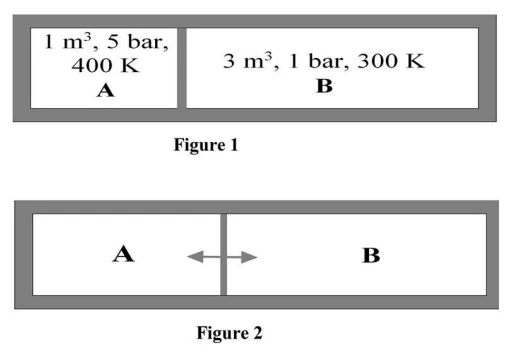 1 m³, 5 bar,
400 K
A
3 m³, 1 bar, 300 K
B
Figure 1
A
B
Figure 2